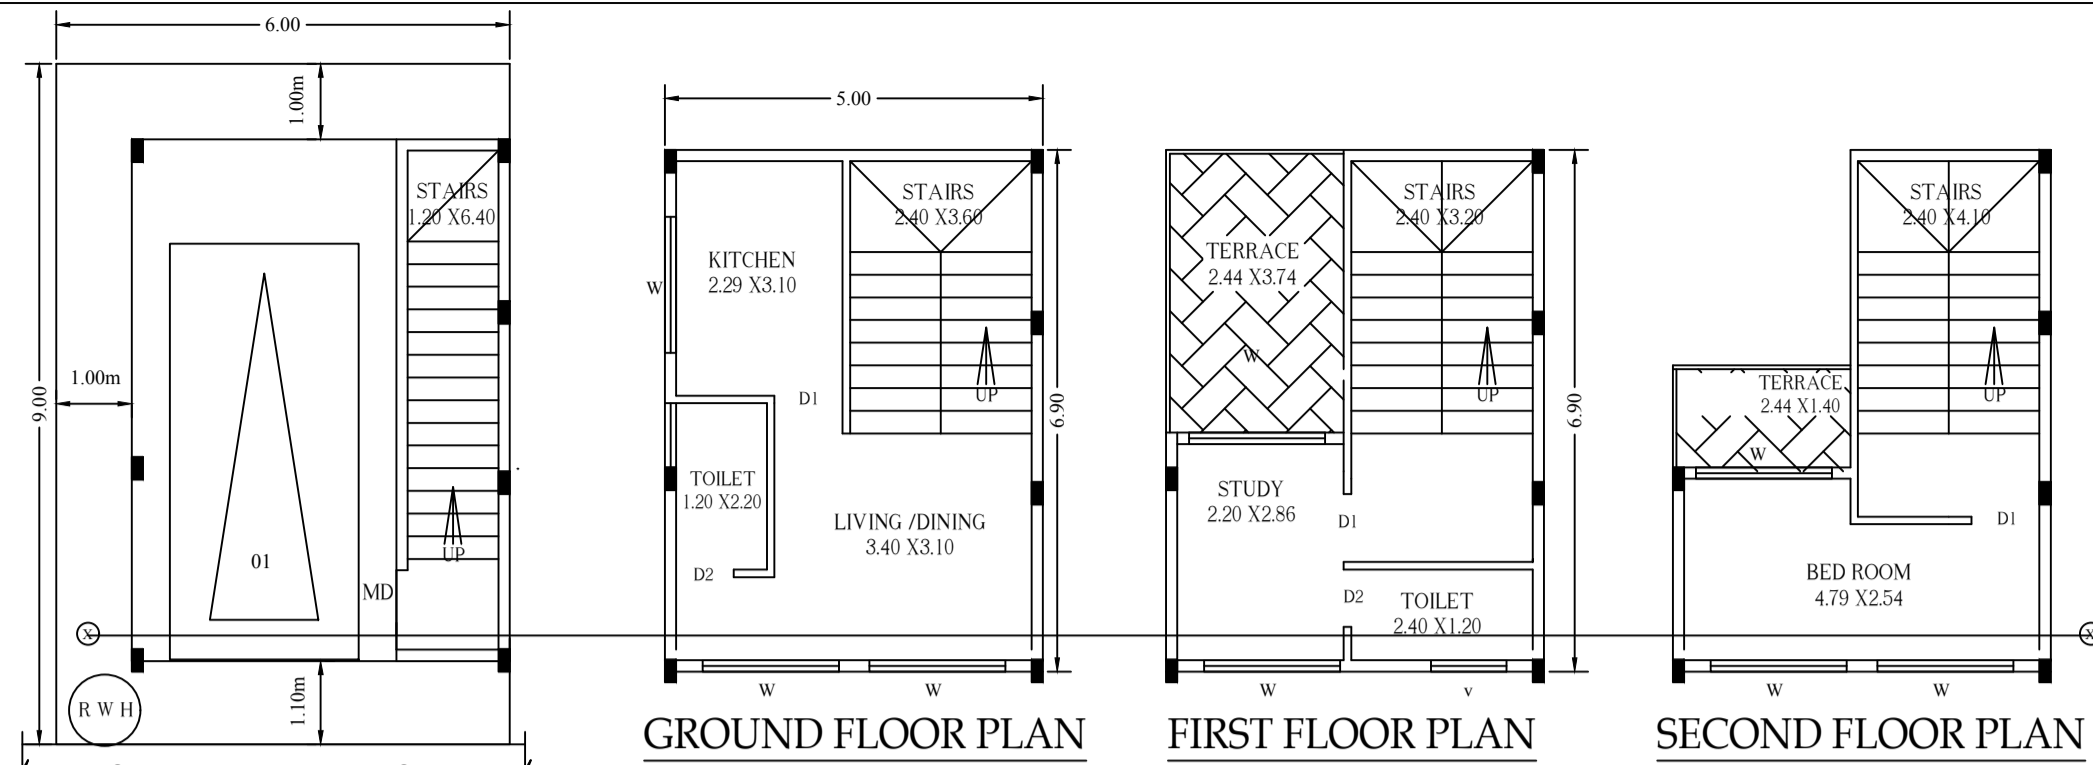 6.00
1.00m
STAIRS
1.20 X6.40
9.00
1.00m
01
UP
MD
X
R W H
1.10m
5.00
STAIRS
2.40 X3.60
KITCHEN
2.29 X3.10
W
D1
UP
6.90
TOILET
1.20 X2.20
LIVING /DINING
3.40 X3.10
D2
W
W
GROUND FLOOR PLAN
STAIRS
2.40 X3.20
TERRACE
2.44 X3.74
W
UP
6.90
STUDY
2.20 X2.86
D1
D2
TOILET
2.40 X1.20
W
v
FIRST FLOOR PLAN
STAIRS
2.40 X4.10
TERRACE
2.44 X1.40
UP
W
D1
BED ROOM
4.79 X2.54
X
W
W
SECOND FLOOR PLAN